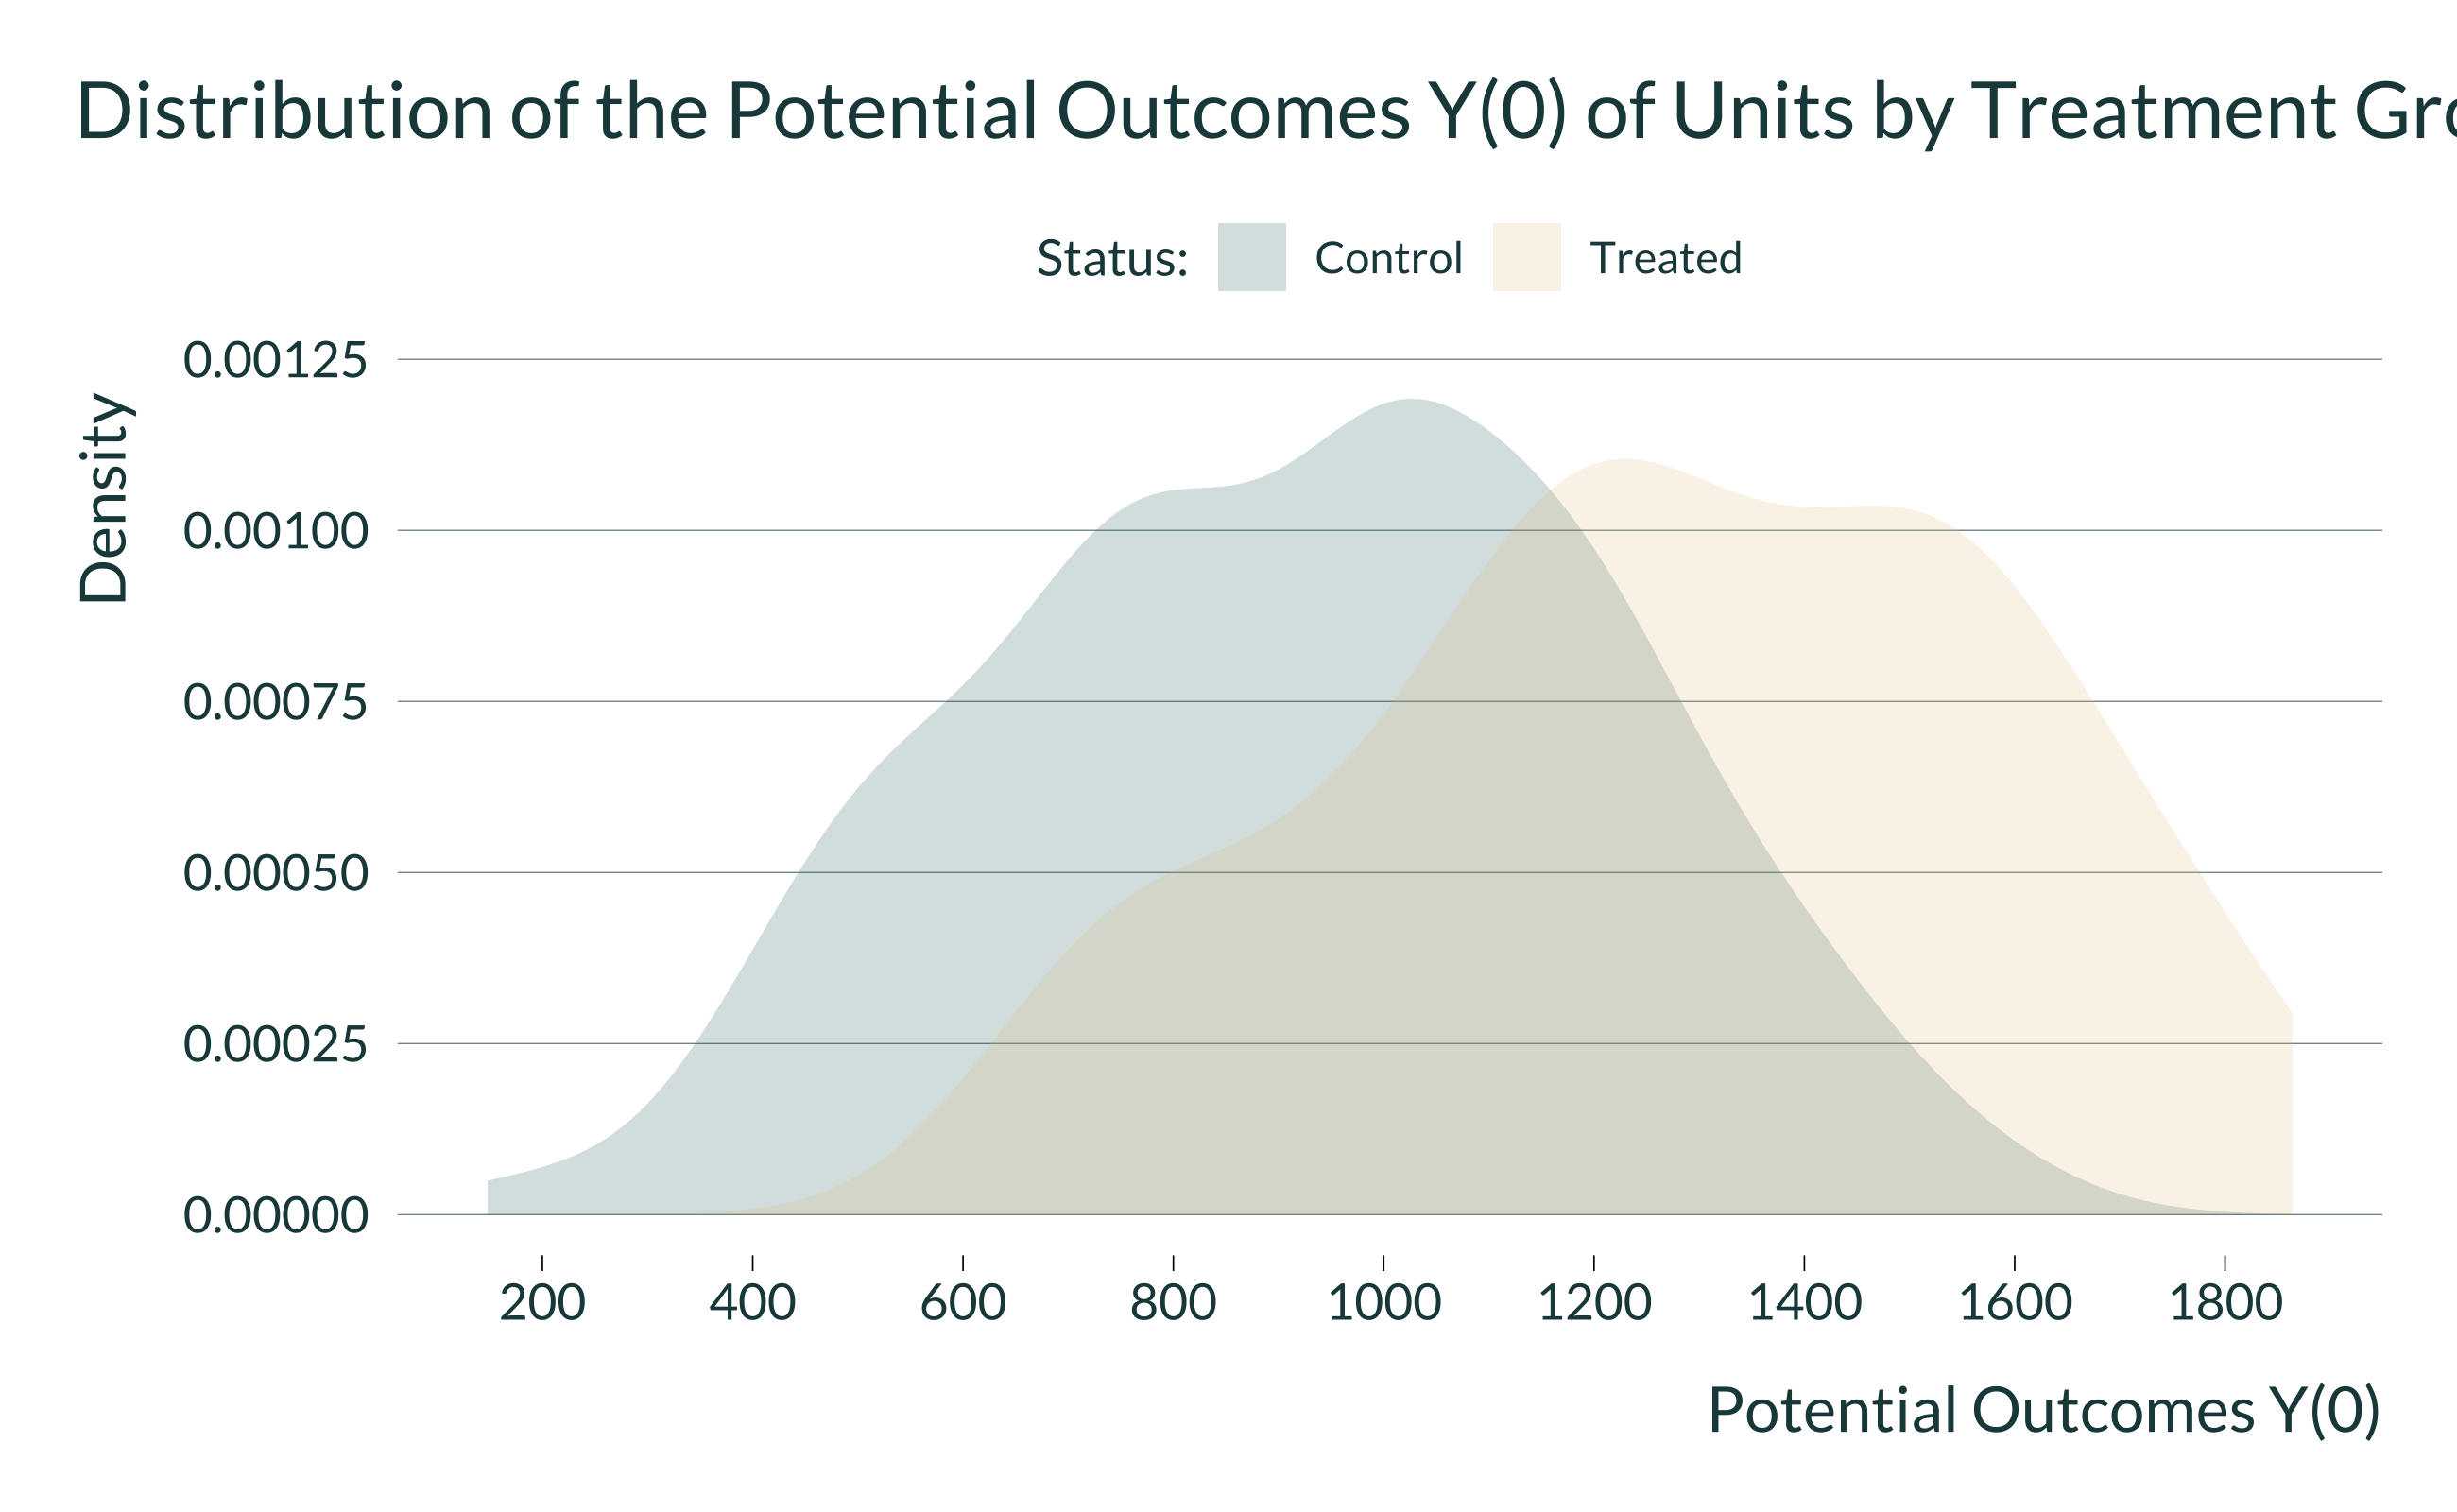 Distribution of the Potential Outcomes Y(0) of Units by Treatment
Status: Control Treated
Density
0.00125
0.00100
0.00075
0.00050
0.00025
0.00000
200 400 600 800 1000 1200 1400 1600 1800
Potential Outcomes Y(0)